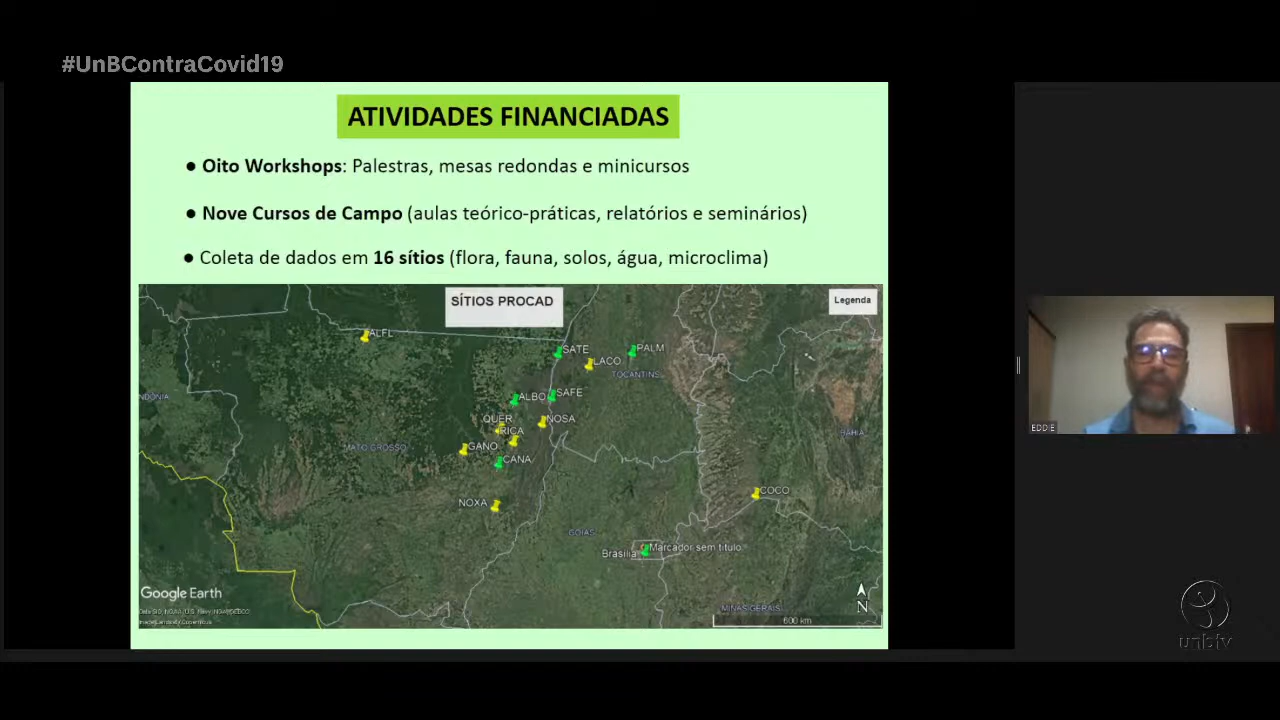 #UnBContraCovid19
ATIVIDADES FINANCIADAS
● Oito Workshops: Palestras, mesas redondas e minicursos
● Nove Cursos de Campo (aulas teórico-práticas, relatórios e seminários)
● Coleta de dados em 16 sítios (flora, fauna, solos, água, microclima)
SÍTIOS PROCAD
Legenda
ALFL
SATE
PALM
LACO
TOCANTINS
NDÔNIA
ALBO
SAFE
QUER
NOSA
RICA
BAHIA
MATO GROSSO
GANO
CANA
COCO
NOXA
GOIÁS
Brasília
Marcador sem título
Google Earth
N
MINAS GERAIS
600 km
EDDIE
unbtv